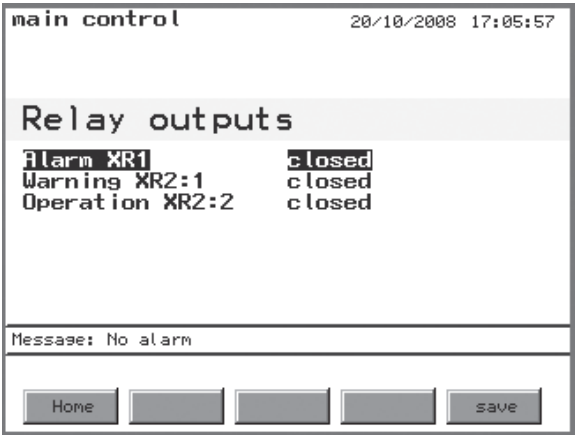 main control 20/10/2008 17:05:57
Relay outputs
Alarm XR1 closed
Warning XR2:1 closed
Operation XR2:2 closed
Message: No alarm
Home save